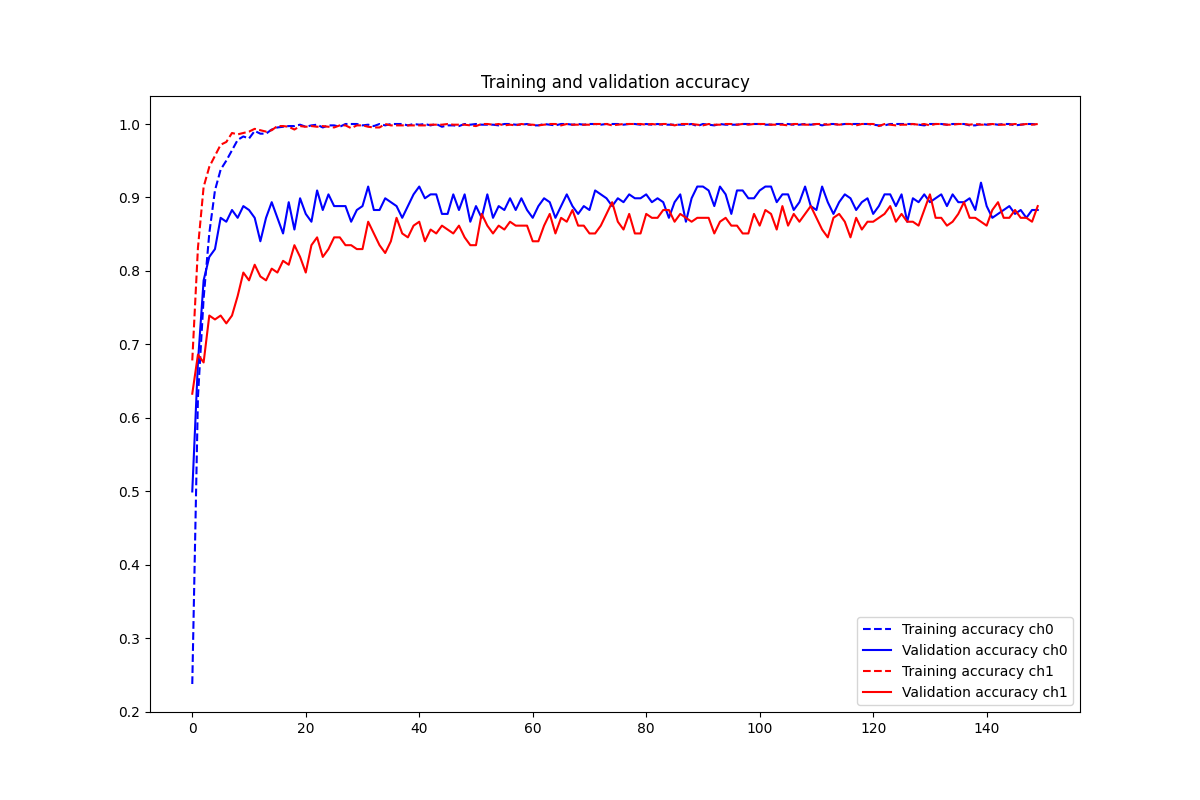 Training and validation accuracy
1.0
0.9
0.8
0.7
0.6
0.5
0.4
0.3
0.2
0 20 40 60 80 100 120 140
Training accuracy ch0
Validation accuracy ch0
Training accuracy ch1
Validation accuracy ch1